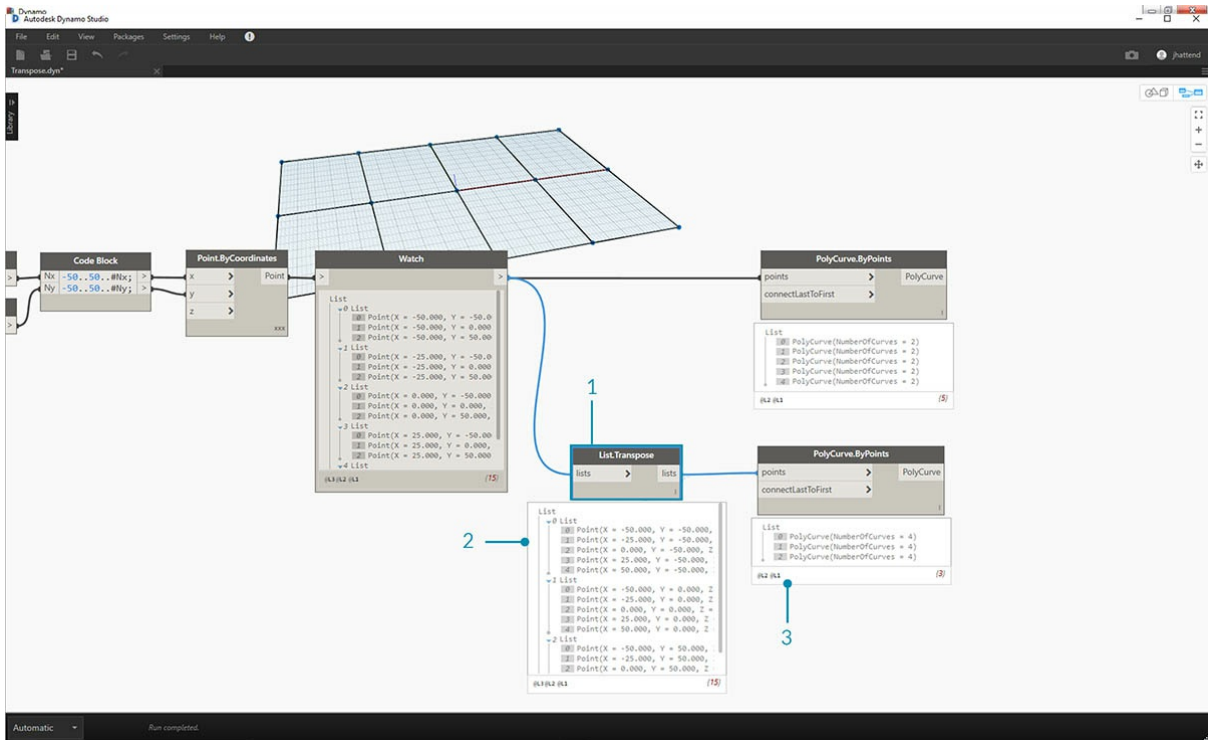 Dynamo
Autodesk Dynamo Studio
File Edit View Packages Settings Help
jhattend
Transpose.dyn*
Library
Code Block
Nx -50..50..#Nx; >
Ny -50..50..#Ny; >
Point.ByCoordinates
x > Point
y >
z >
xxx
Watch
> >
List
0 List
0 Point(X = -50.000, Y = -50.0
1 Point(X = -50.000, Y = 0.000
2 Point(X = -50.000, Y = 50.00
1 List
0 Point(X = -25.000, Y = -50.0
1 Point(X = -25.000, Y = 0.000
2 Point(X = -25.000, Y = 50.00
2 List
0 Point(X = 0.000, Y = -50.000
1 Point(X = 0.000, Y = 0.000,
2 Point(X = 0.000, Y = 50.000,
3 List
0 Point(X = 25.000, Y = -50.00
1 Point(X = 25.000, Y = 0.000,
2 Point(X = 25.000, Y = 50.000
4 List
@L3 @L2 @L1 (15)
PolyCurve.ByPoints
points > PolyCurve
connectLastToFirst >
List
0 PolyCurve(NumberOfCurves = 2)
1 PolyCurve(NumberOfCurves = 2)
2 PolyCurve(NumberOfCurves = 2)
3 PolyCurve(NumberOfCurves = 2)
4 PolyCurve(NumberOfCurves = 2)
@L2 @L1 (5)
1
List.Transpose
lists > lists
2
List
0 List
0 Point(X = -50.000, Y = -50.000,
1 Point(X = -25.000, Y = -50.000,
2 Point(X = 0.000, Y = -50.000, Z
3 Point(X = 25.000, Y = -50.000,
4 Point(X = 50.000, Y = -50.000,
1 List
0 Point(X = -50.000, Y = 0.000, Z
1 Point(X = -25.000, Y = 0.000, Z
2 Point(X = 0.000, Y = 0.000, Z =
3 Point(X = 25.000, Y = 0.000, Z
4 Point(X = 50.000, Y = 0.000, Z
2 List
0 Point(X = -50.000, Y = 50.000,
1 Point(X = -25.000, Y = 50.000,
2 Point(X = 0.000, Y = 50.000, Z
@L3 @L2 @L1 (15)
PolyCurve.ByPoints
points > PolyCurve
connectLastToFirst >
List
0 PolyCurve(NumberOfCurves = 4)
1 PolyCurve(NumberOfCurves = 4)
2 PolyCurve(NumberOfCurves = 4)
@L2 @L1 (3)
3
Automatic Run completed.